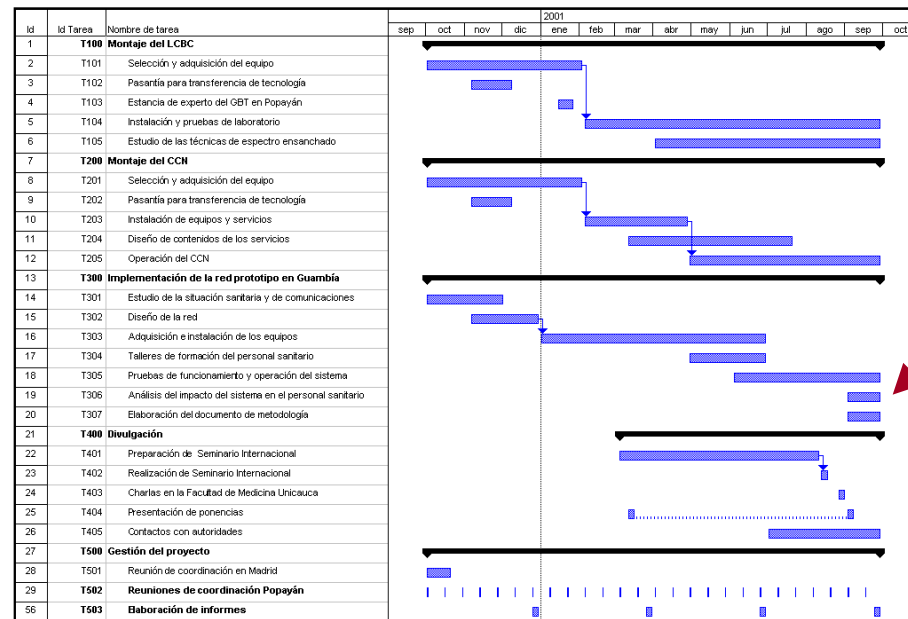 2001
Id Id Tarea Nombre de tarea sep oct nov dic ene feb mar abr may jun jul ago sep oct
1 T100 Montaje del LCBC
2 T101 Selección y adquisición del equipo
3 T102 Pasantía para transferencia de tecnología
4 T103 Estancia de experto del GBT en Popayán
5 T104 Instalación y pruebas de laboratorio
6 T105 Estudio de las técnicas de espectro ensanchado
7 T200 Montaje del CCN
8 T201 Selección y adquisición del equipo
9 T202 Pasantía para transferencia de tecnología
10 T203 Instalación de equipos y servicios
11 T204 Diseño de contenidos de los servicios
12 T205 Operación del CCN
13 T300 Implementación de la red prototipo en Guambía
14 T301 Estudio de la situación sanitaria y de comunicaciones
15 T302 Diseño de la red
16 T303 Adquisición e instalación de los equipos
17 T304 Talleres de formación del personal sanitario
18 T305 Pruebas de funcionamiento y operación del sistema
19 T306 Análisis del impacto del sistema en el personal sanitario
20 T307 Elaboración del documento de metodología
21 T400 Divulgación
22 T401 Preparación de Seminario Internacional
23 T402 Realización de Seminario Internacional
24 T403 Charlas en la Facultad de Medicina Unicauca
25 T404 Presentación de ponencias
26 T405 Contactos con autoridades
27 T500 Gestión del proyecto
28 T501 Reunión de coordinación en Madrid
29 T502 Reuniones de coordinación Popayán
56 T503 Elaboración de informes